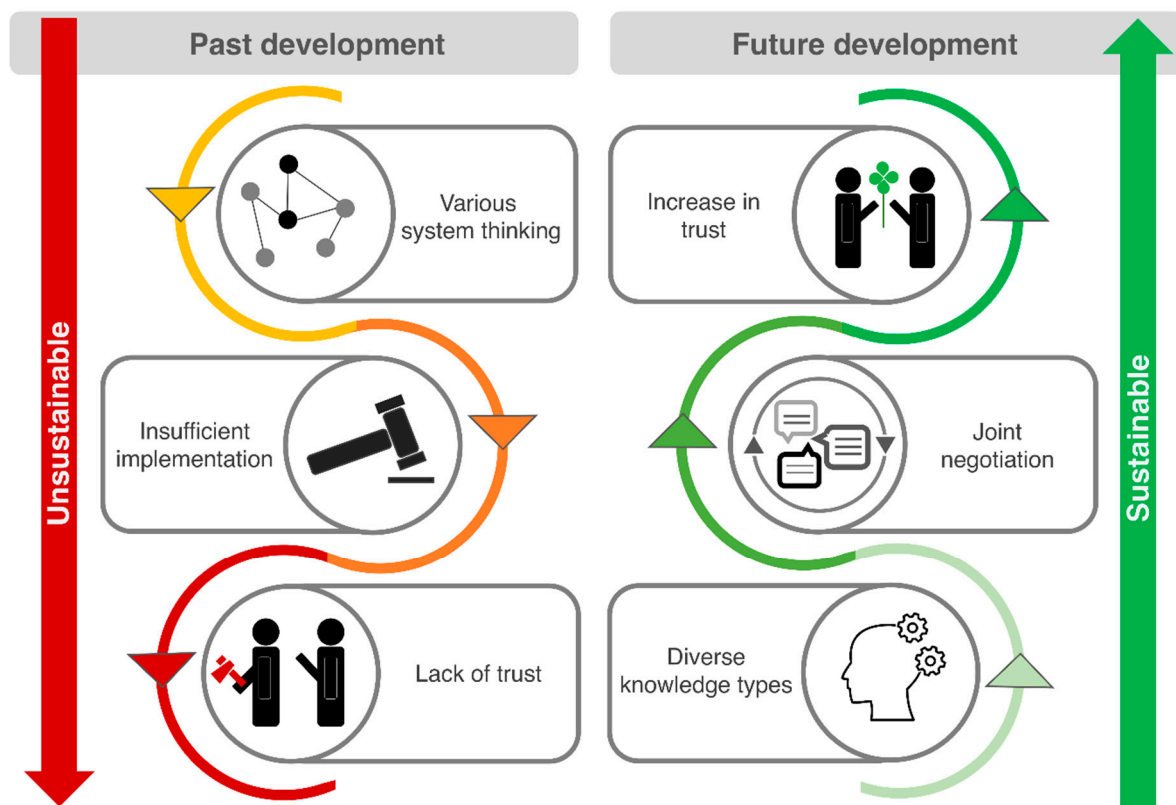 Past development
Future development
Unsustainable
Various
system thinking
Insufficient
implementation
Lack of trust
Increase in
trust
Joint
negotiation
Diverse
knowledge types
Sustainable